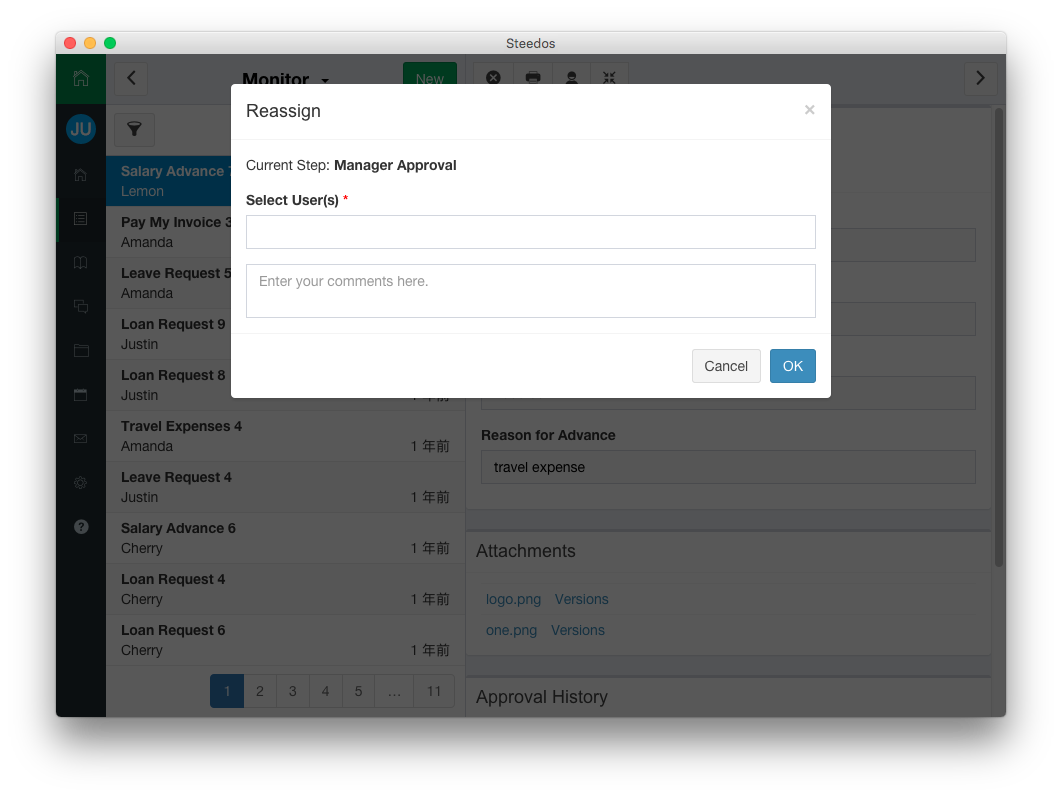 Steedos
JU
Monitor
New
Salary Advance
Lemon
Pay My Invoice 3
Amanda
Leave Request 5
Amanda
Loan Request 9
Justin
Loan Request 8
Justin
1 年前
Travel Expenses 4
Amanda
1 年前
Leave Request 4
Justin
1 年前
Salary Advance 6
Cherry
1 年前
Loan Request 4
Cherry
1 年前
Loan Request 6
Cherry
1 年前
1 2 3 4 5 ... 11
Reassign
×
Current Step: Manager Approval
Select User(s) *
Enter your comments here.
Cancel OK
Reason for Advance
travel expense
Attachments
logo.png Versions
one.png Versions
Approval History